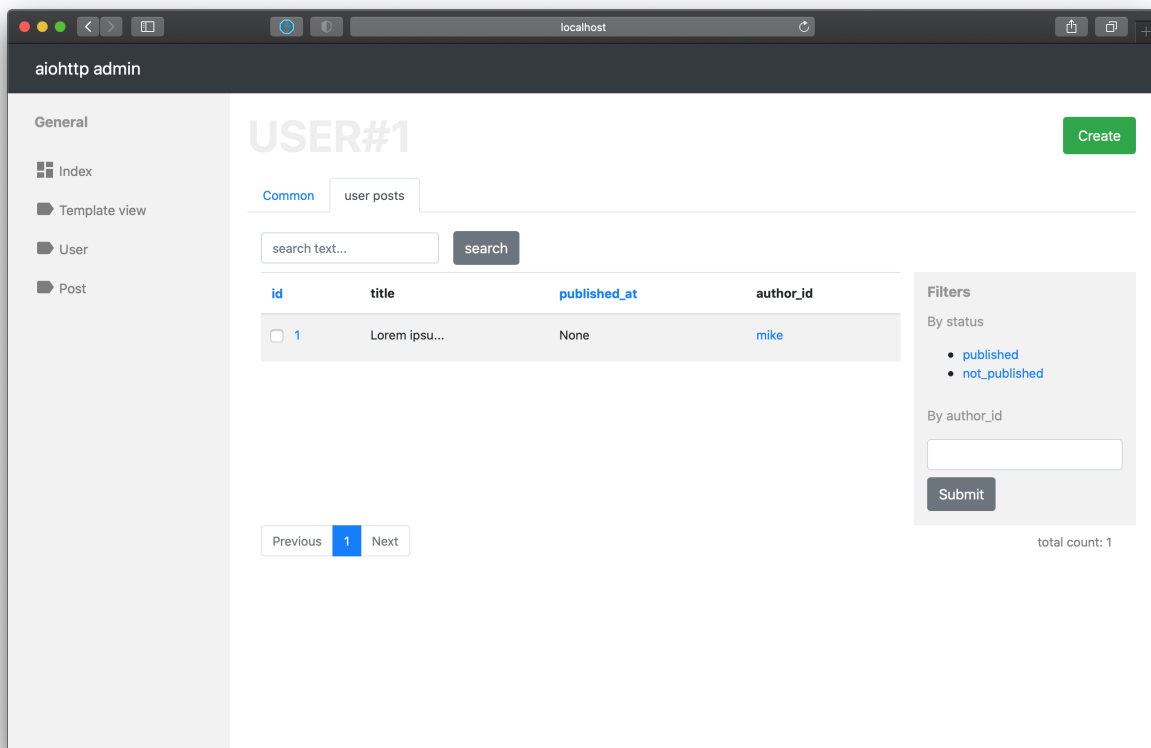 localhost
aiohttp admin
General
Index
Template view
User
Post
USER#1
Create
Common user posts
search text... search
id title published_at author_id
1 Lorem ipsu... None mike
Filters
By status
published
not_published
By author_id
Submit
Previous 1 Next
total count: 1